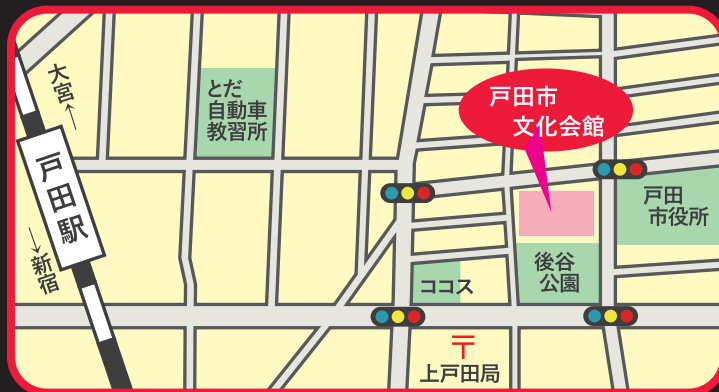 大宮→
とだ
自動車
教習所
戸田市
文化会館
戸田駅
戸田
市役所
←新宿
後谷
公園
ココス
〒
上戸田局